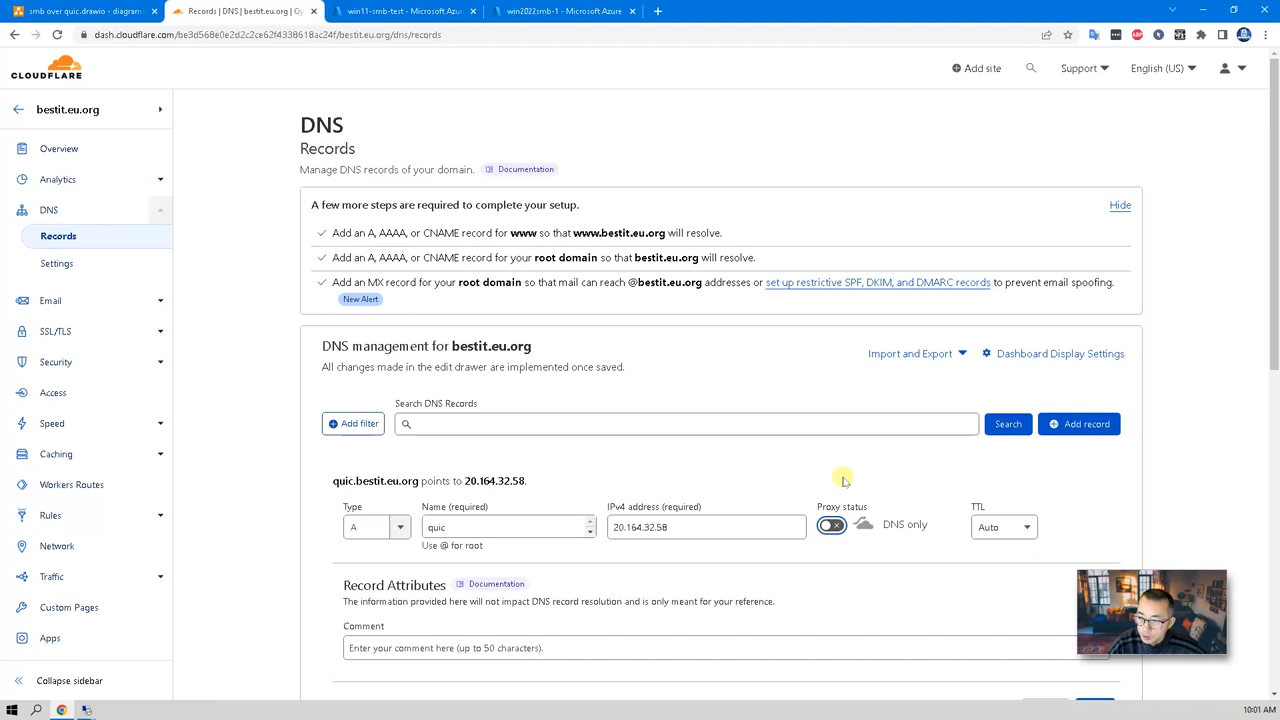 smb over quic.drawio - diagrams
Records | DNS | bestit.eu.org | Cy
win11-smb-test - Microsoft Azu
win2022smb-1 - Microsoft Azure
dash.cloudflare.com/be3d568e0e2d2c2ce62f4338618ac24f/bestit.eu.org/dns/records
CLOUDFLARE
Add site
Support
English (US)
bestit.eu.org
Overview
Analytics
DNS
Records
Settings
Email
SSL/TLS
Security
Access
Speed
Caching
Workers Routes
Rules
Network
Traffic
Custom Pages
Apps
Collapse sidebar
DNS
Records
Manage DNS records of your domain.
Documentation
A few more steps are required to complete your setup.
Hide
Add an A, AAAA, or CNAME record for www so that www.bestit.eu.org will resolve.
Add an A, AAAA, or CNAME record for your root domain so that bestit.eu.org will resolve.
Add an MX record for your root domain so that mail can reach @bestit.eu.org addresses or set up restrictive SPF, DKIM, and DMARC records to prevent email spoofing.
New Alert
DNS management for bestit.eu.org
Import and Export
Dashboard Display Settings
All changes made in the edit drawer are implemented once saved.
Search DNS Records
Add filter
Search
Add record
quic.bestit.eu.org points to 20.164.32.58.
Type
Name (required)
IPv4 address (required)
Proxy status
TTL
A
quic
20.164.32.58
DNS only
Auto
Use @ for root
Record Attributes
Documentation
The information provided here will not impact DNS record resolution and is only meant for your reference.
Comment
Enter your comment here (up to 50 characters).
10:01 AM